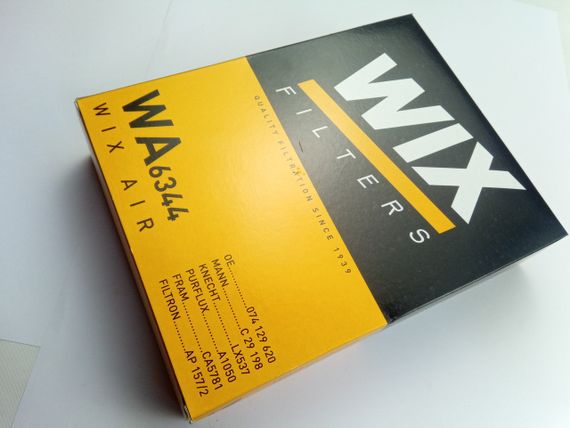 WIX
FILTERS
QUALITY FILTRATION SINCE 1939
WA6344
WIX AIR
OE..............074 129 620
MANN..............C 29 198
KNECHT..............LX537
PURFLUX..............A1050
FRAM..............CA5781
FILTRON..............AP 157/2